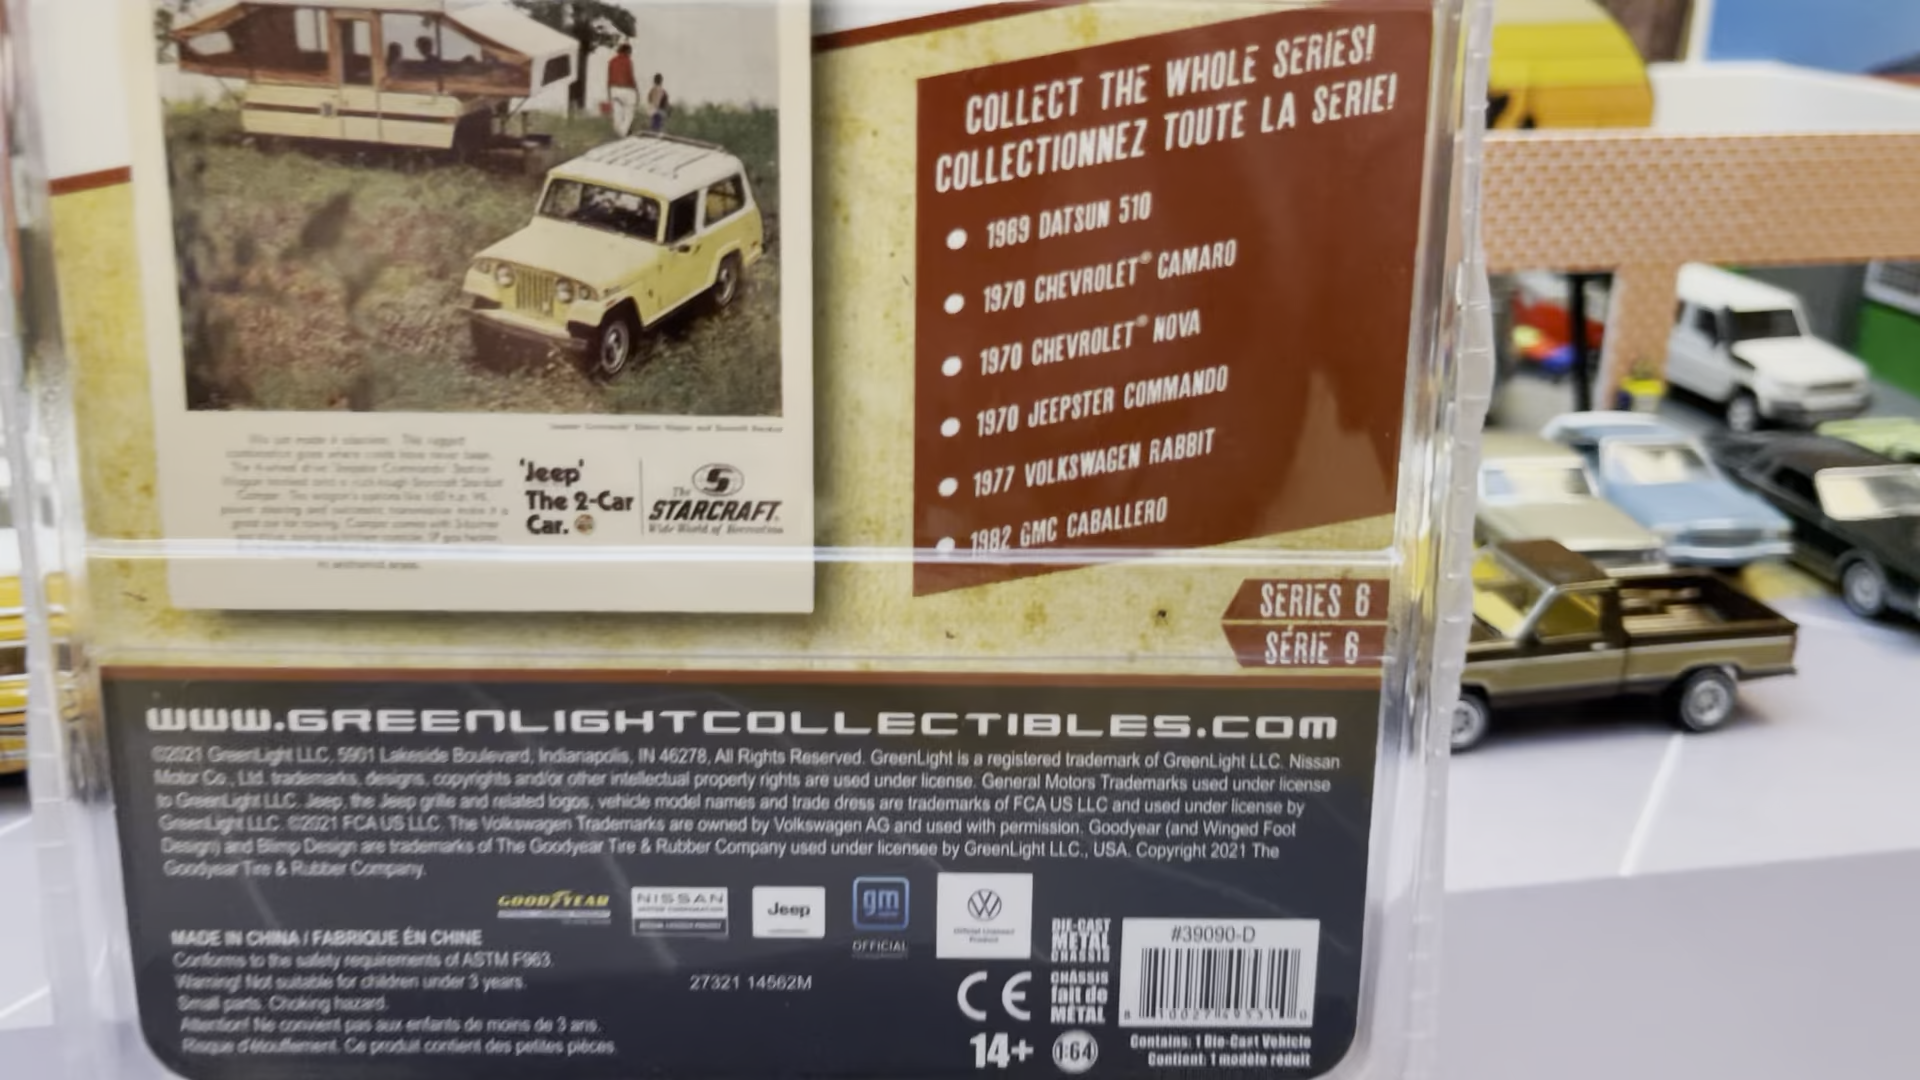 COLLECT THE WHOLE SERIES!
COLLECTIONNEZ TOUTE LA SÉRIE!
1969 DATSUN 510
1970 CHEVROLET® CAMARO
1970 CHEVROLET® NOVA
1970 JEEPSTER COMMANDO
1977 VOLKSWAGEN RABBIT
1982 GMC CABALLERO
'Jeep'
The 2-Car
Car.
The
STARCRAFT
Wide World of Recreation
SERIES 6
SÉRIE 6
WWW.GREENLIGHTCOLLECTIBLES.COM
©2021 GreenLight LLC, 5901 Lakeside Boulevard, Indianapolis, IN 46278, All Rights Reserved. GreenLight is a registered trademark of GreenLight LLC. Nissan
Motor Co., Ltd. trademarks, designs, copyrights and/or other intellectual property rights are used under license. General Motors Trademarks used under license
to GreenLight LLC. Jeep, the Jeep grille and related logos, vehicle model names and trade dress are trademarks of FCA US LLC and used under license by
GreenLight LLC. ©2021 FCA US LLC. The Volkswagen Trademarks are owned by Volkswagen AG and used with permission. Goodyear (and Winged Foot
Design) and Blimp Design are trademarks of The Goodyear Tire & Rubber Company used under licensee by GreenLight LLC., USA. Copyright 2021 The
Goodyear Tire & Rubber Company.
GOODYEAR
NISSAN
Jeep
gm
OFFICIAL
Official Licensed
Product
MADE IN CHINA / FABRIQUE ÉN CHINE
Conforms to the safety requirements of ASTM F963.
Warning! Not suitable for children under 3 years.
Small parts. Choking hazard.
Attention! Ne convient pas aux enfants de moins de 3 ans.
Risque d'étouffement. Ce produit contient des petites pièces.
27321 14562M
CE
14+
DIE-CAST
METAL
CHASSIS
CHÂSSIS
fait de
METAL
1:64
#39090-D
Contains: 1 Die-Cast Vehicle
Contient: 1 modèle réduit